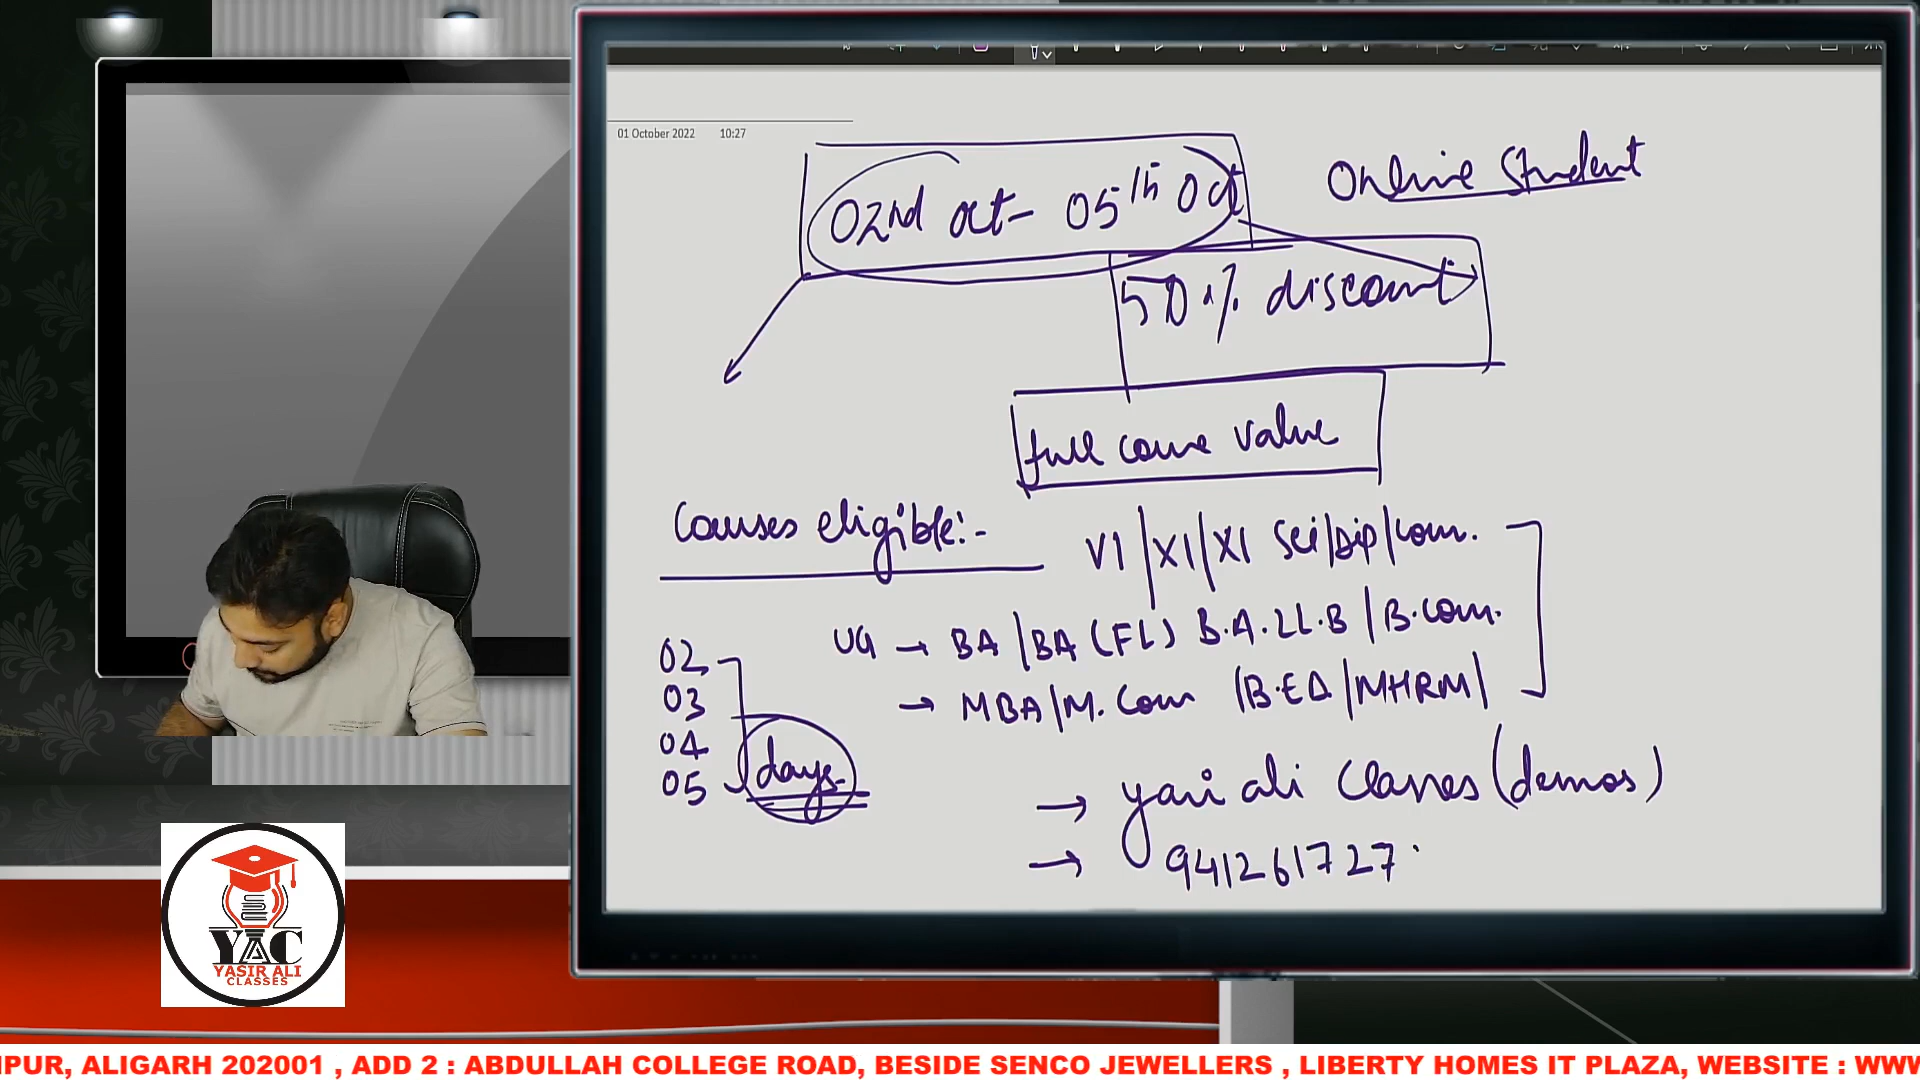 01 October 2022 10:27
02nd oct - 05th Oct
Online Student
50% discount
full course value
Courses eligible:-
VI/XI/XI Sci/Dip/Com.
UG → BA/BA (FL) B.A.LL.B/B.Com.
→ MBA/M.Com /B.ED/MHRM/
02
03
04
05
days
→ yasir ali Classes (demos)
→ 941261727
YAC
YASIR ALI
CLASSES
IPUR, ALIGARH 202001 , ADD 2 : ABDULLAH COLLEGE ROAD, BESIDE SENCO JEWELLERS , LIBERTY HOMES IT PLAZA, WEBSITE : WWW